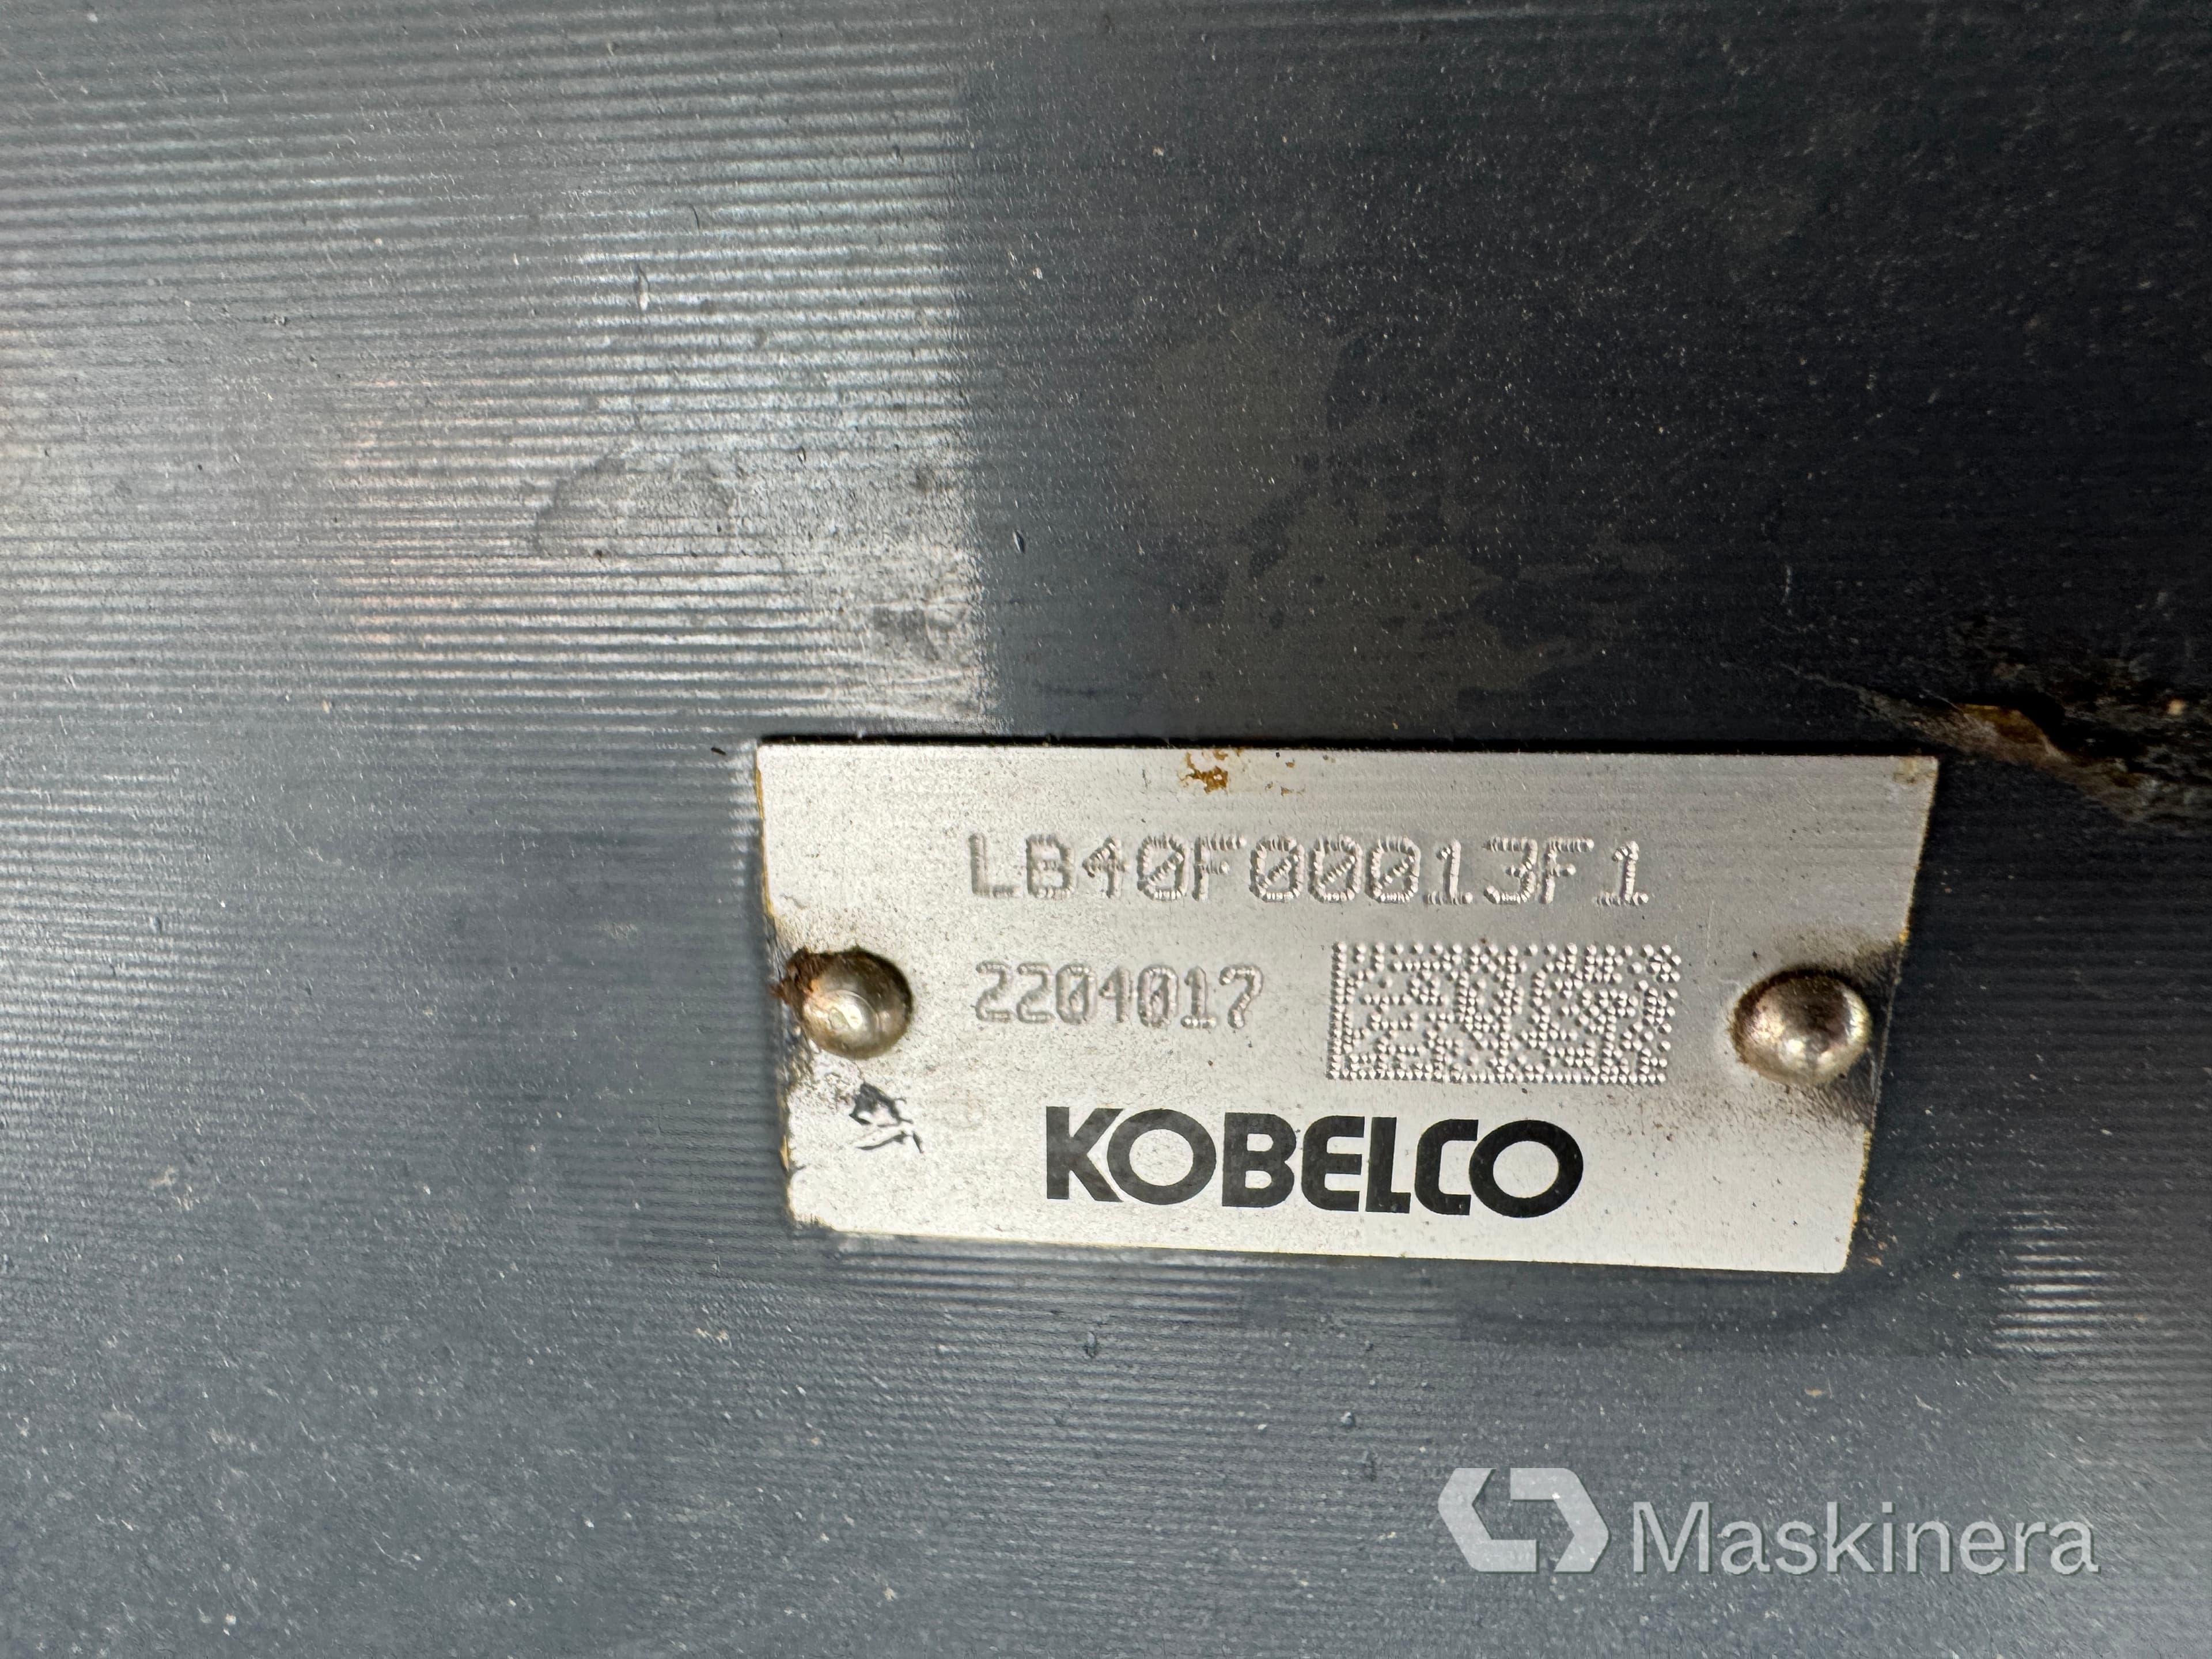 LB40F00013F1
2204017
KOBELCO
Maskinera